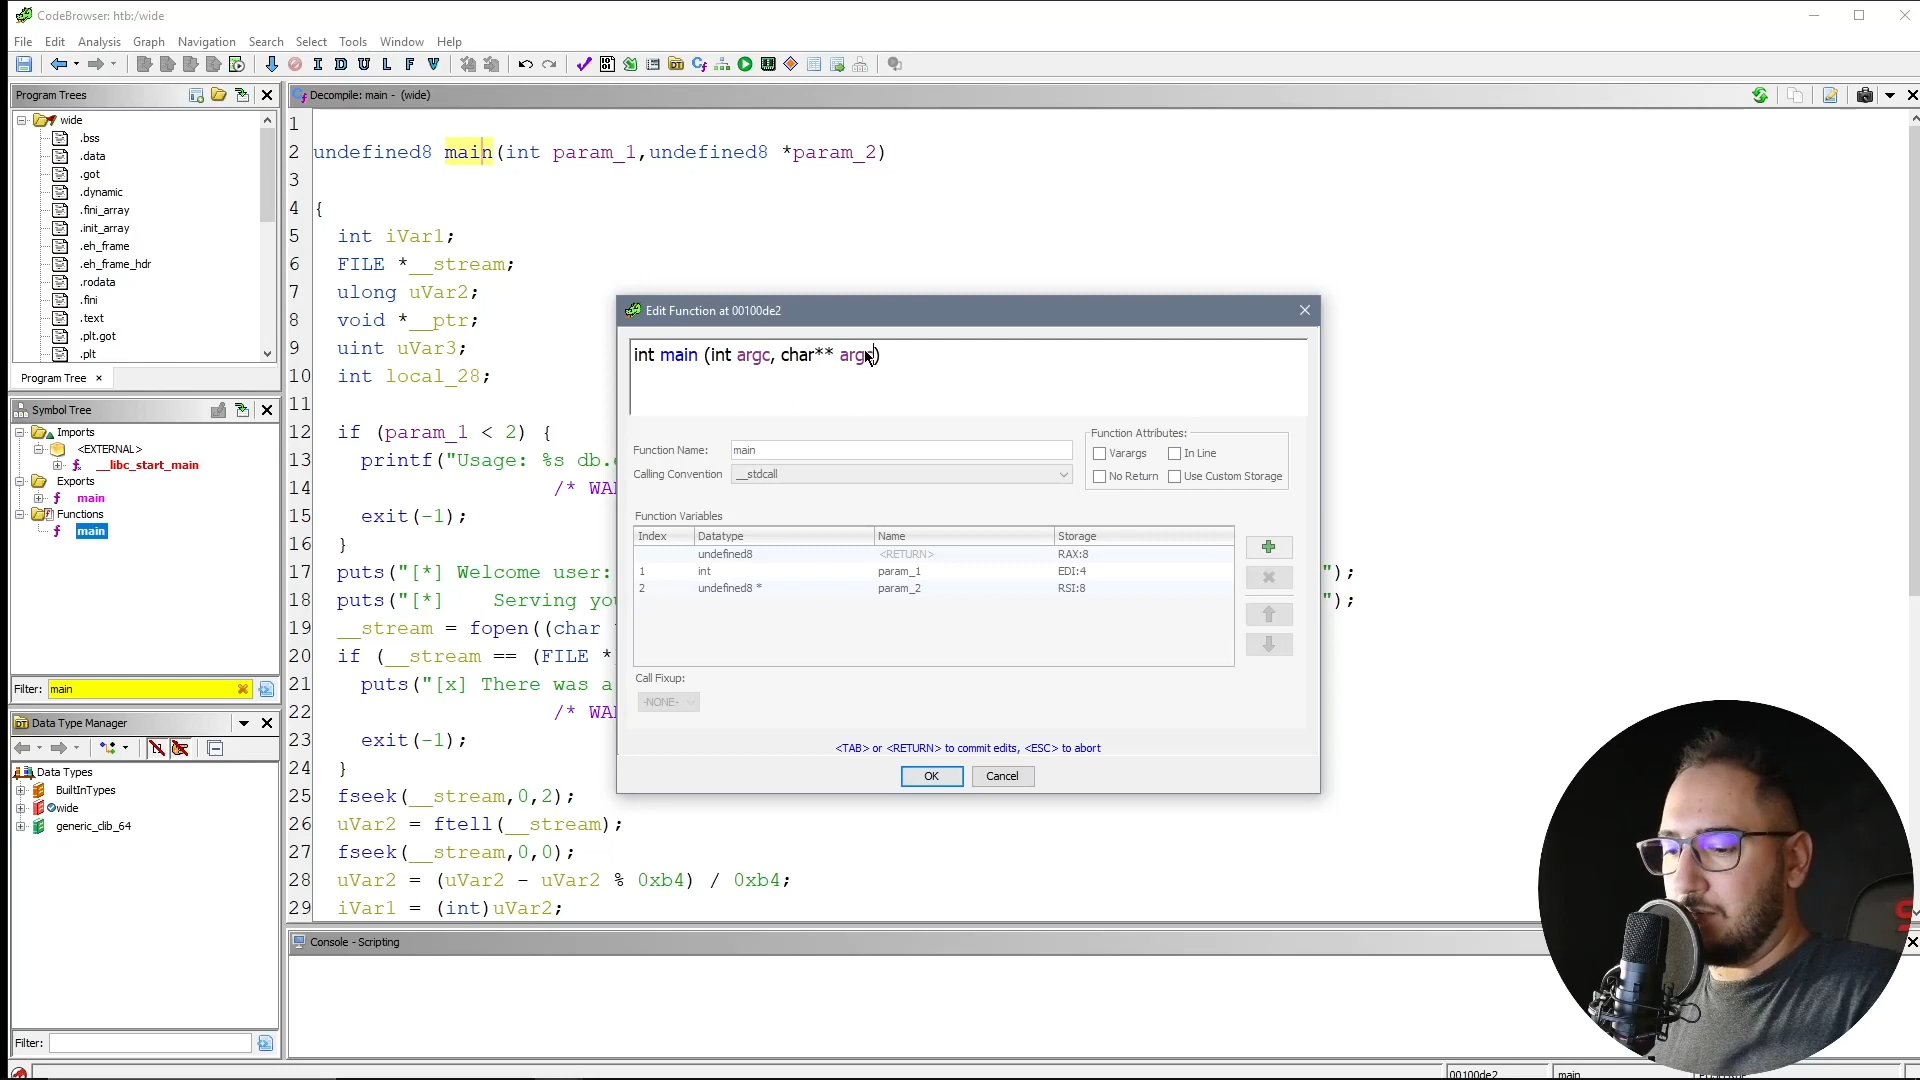 CodeBrowser: htb:/wide
File Edit Analysis Graph Navigation Search Select Tools Window Help
I D U L F V
Program Trees
wide
.bss
.data
.got
.dynamic
.fini_array
.init_array
.eh_frame
.eh_frame_hdr
.rodata
.fini
.text
.plt.got
.plt
Program Tree ×
Symbol Tree
Imports
<EXTERNAL>
f __libc_start_main
Exports
f main
Functions
f main
Filter: main
Data Type Manager
Data Types
BuiltInTypes
wide
generic_clib_64
Filter:
Decompile: main - (wide)
1
2 undefined8 main(int param_1,undefined8 *param_2)
3
4 {
5 int iVar1;
6 FILE *__stream;
7 ulong uVar2;
8 void *__ptr;
9 uint uVar3;
10 int local_28;
11
12 if (param_1 < 2) {
13 printf("Usage: %s db.
14 /* WA
15 exit(-1);
16 }
17 puts("[*] Welcome user: ");
18 puts("[*] Serving yo ");
19 __stream = fopen((char
20 if (__stream == (FILE *
21 puts("[x] There was a
22 /* WA
23 exit(-1);
24 }
25 fseek(__stream,0,2);
26 uVar2 = ftell(__stream);
27 fseek(__stream,0,0);
28 uVar2 = (uVar2 - uVar2 % 0xb4) / 0xb4;
29 iVar1 = (int)uVar2;
Edit Function at 00100de2
int main (int argc, char** arg)
Function Name: main
Calling Convention __stdcall
Function Attributes:
Varargs In Line
No Return Use Custom Storage
Function Variables
Index Datatype Name Storage
undefined8 <RETURN> RAX:8
1 int param_1 EDI:4
2 undefined8 * param_2 RSI:8
Call Fixup:
-NONE-
<TAB> or <RETURN> to commit edits, <ESC> to abort
OK Cancel
Console - Scripting
00100de2 main